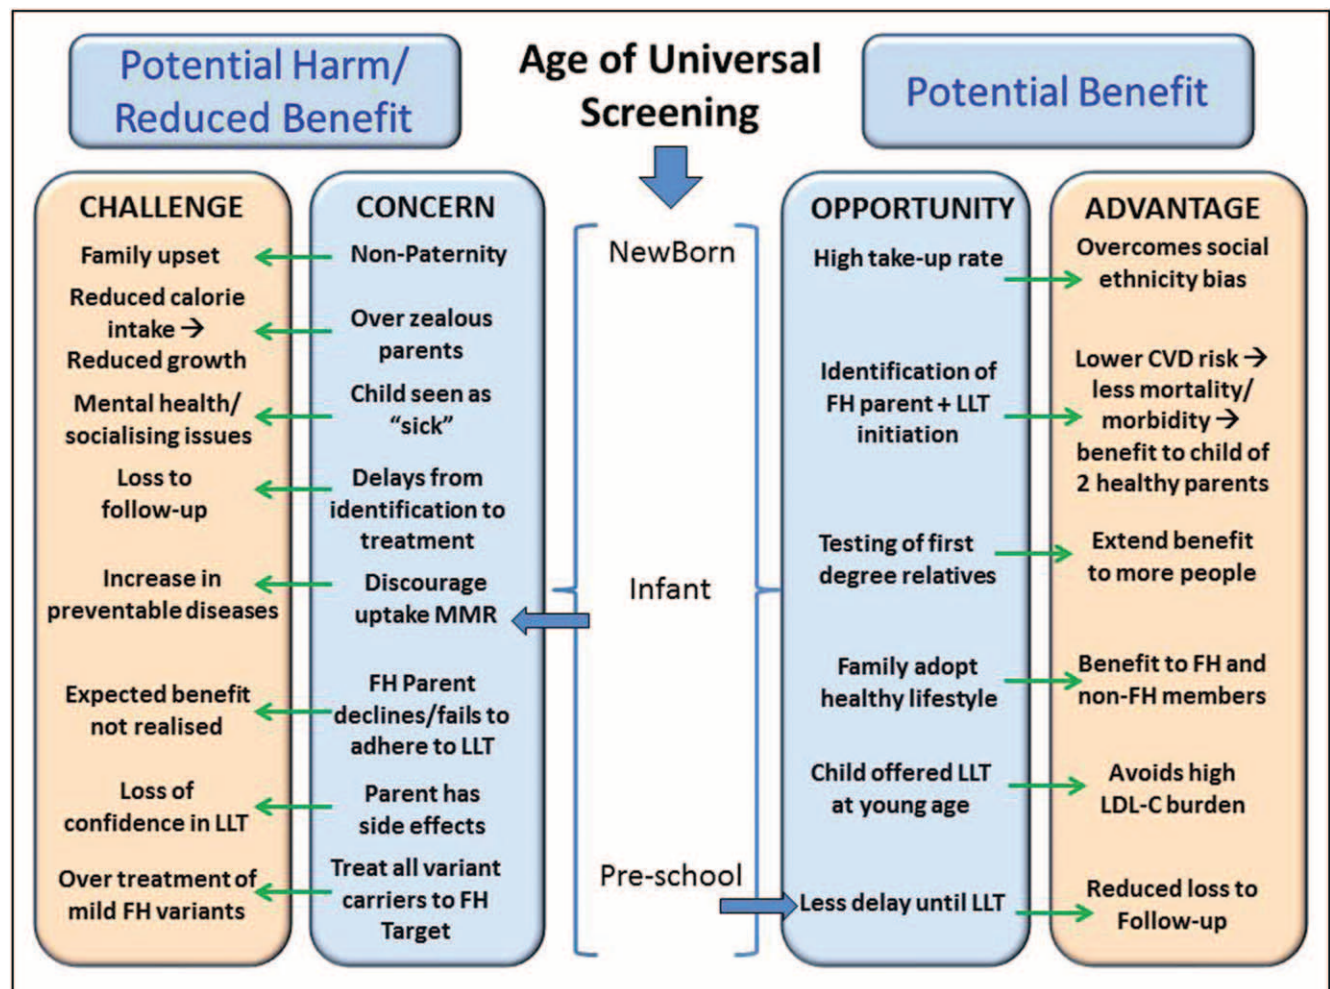 Potential Harm/
Reduced Benefit
Age of Universal
Screening
Potential Benefit
CHALLENGE
Family upset
Reduced calorie
intake →
Reduced growth
Mental health/
socialising issues
Loss to
follow-up
Increase in
preventable diseases
Expected benefit
not realised
Loss of
confidence in LLT
Over treatment of
mild FH variants
CONCERN
Non-Paternity
Over zealous
parents
Child seen as
“sick”
Delays from
identification to
treatment
Discourage
uptake MMR
FH Parent
declines/fails to
adhere to LLT
Parent has
side effects
Treat all variant
carriers to FH
Target
NewBorn
Infant
Pre-school
OPPORTUNITY
High take-up rate
Identification of
FH parent + LLT
initiation
Testing of first
degree relatives
Family adopt
healthy lifestyle
Child offered LLT
at young age
Less delay until LLT
ADVANTAGE
Overcomes social
ethnicity bias
Lower CVD risk →
less mortality/
morbidity →
benefit to child of
2 healthy parents
Extend benefit
to more people
Benefit to FH and
non-FH members
Avoids high
LDL-C burden
Reduced loss to
Follow-up